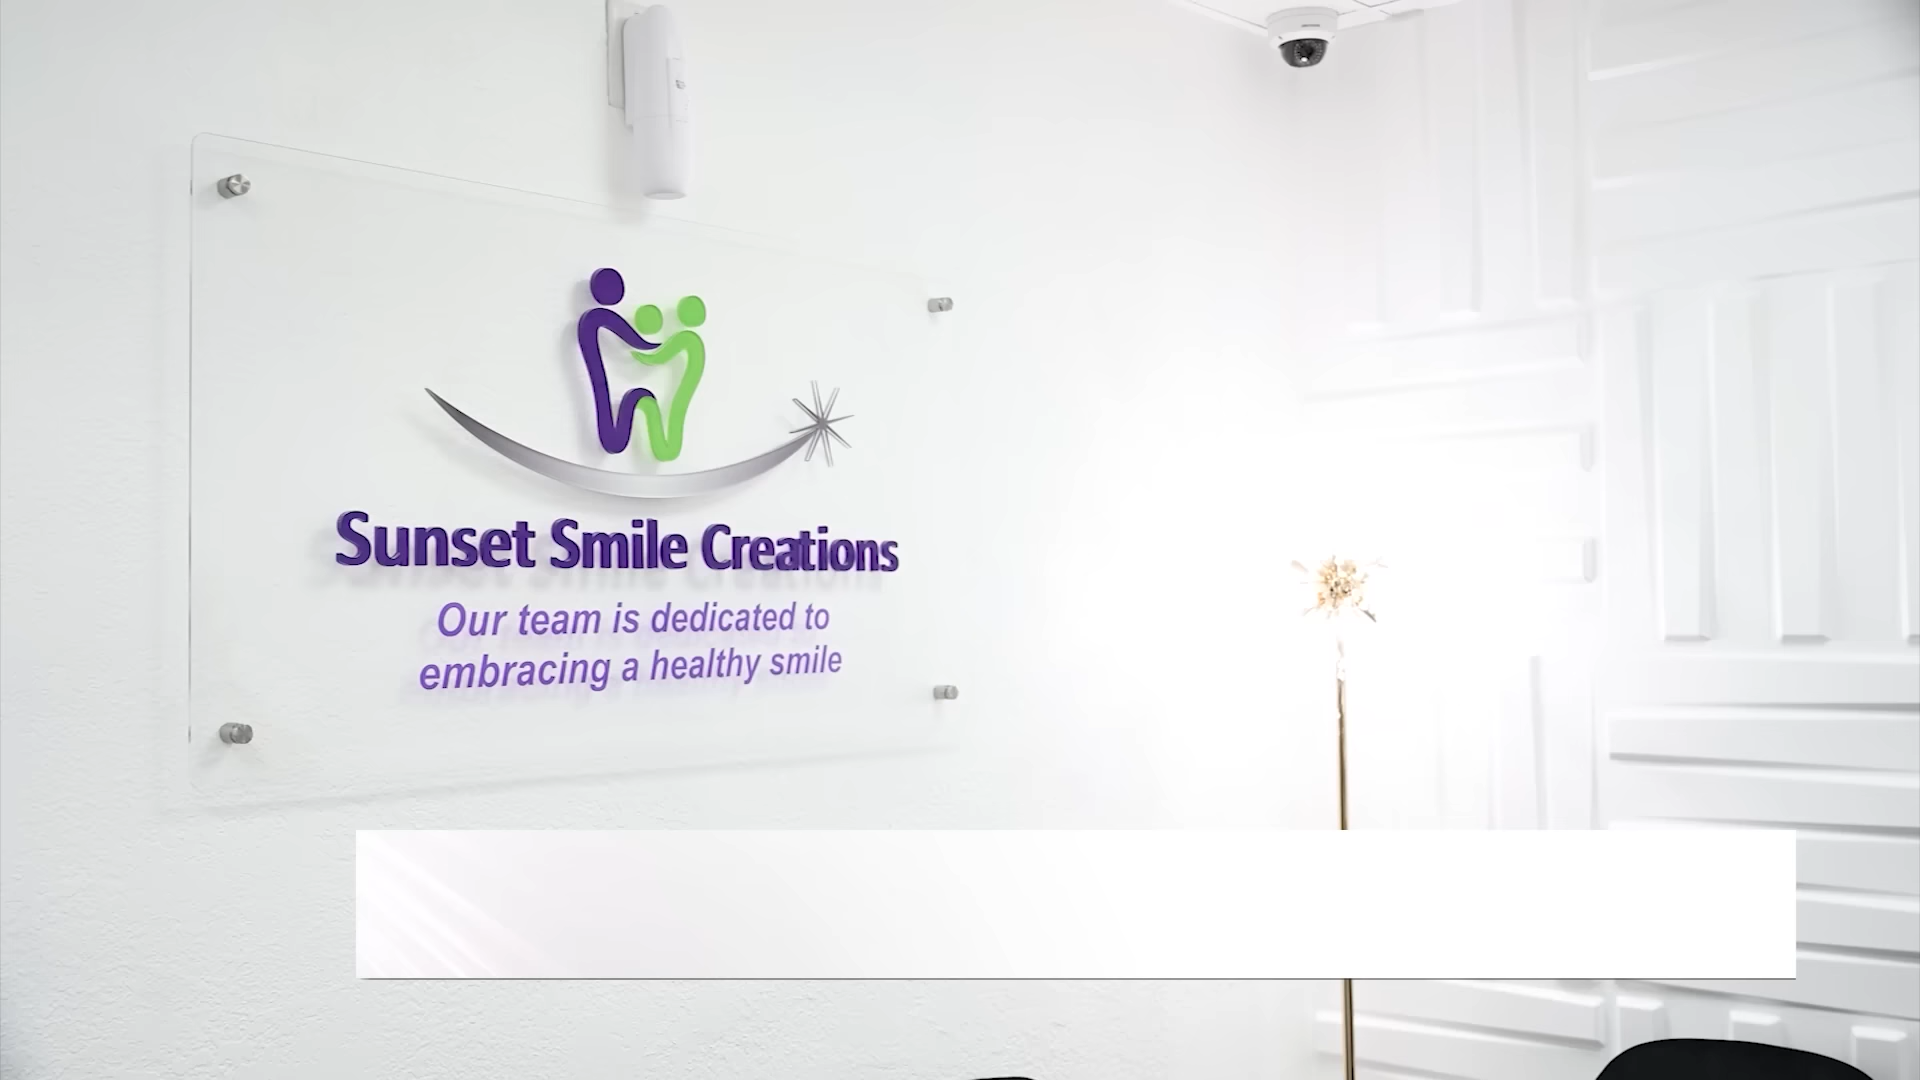 Sunset Smile Creations
Our team is dedicated to
embracing a healthy smile